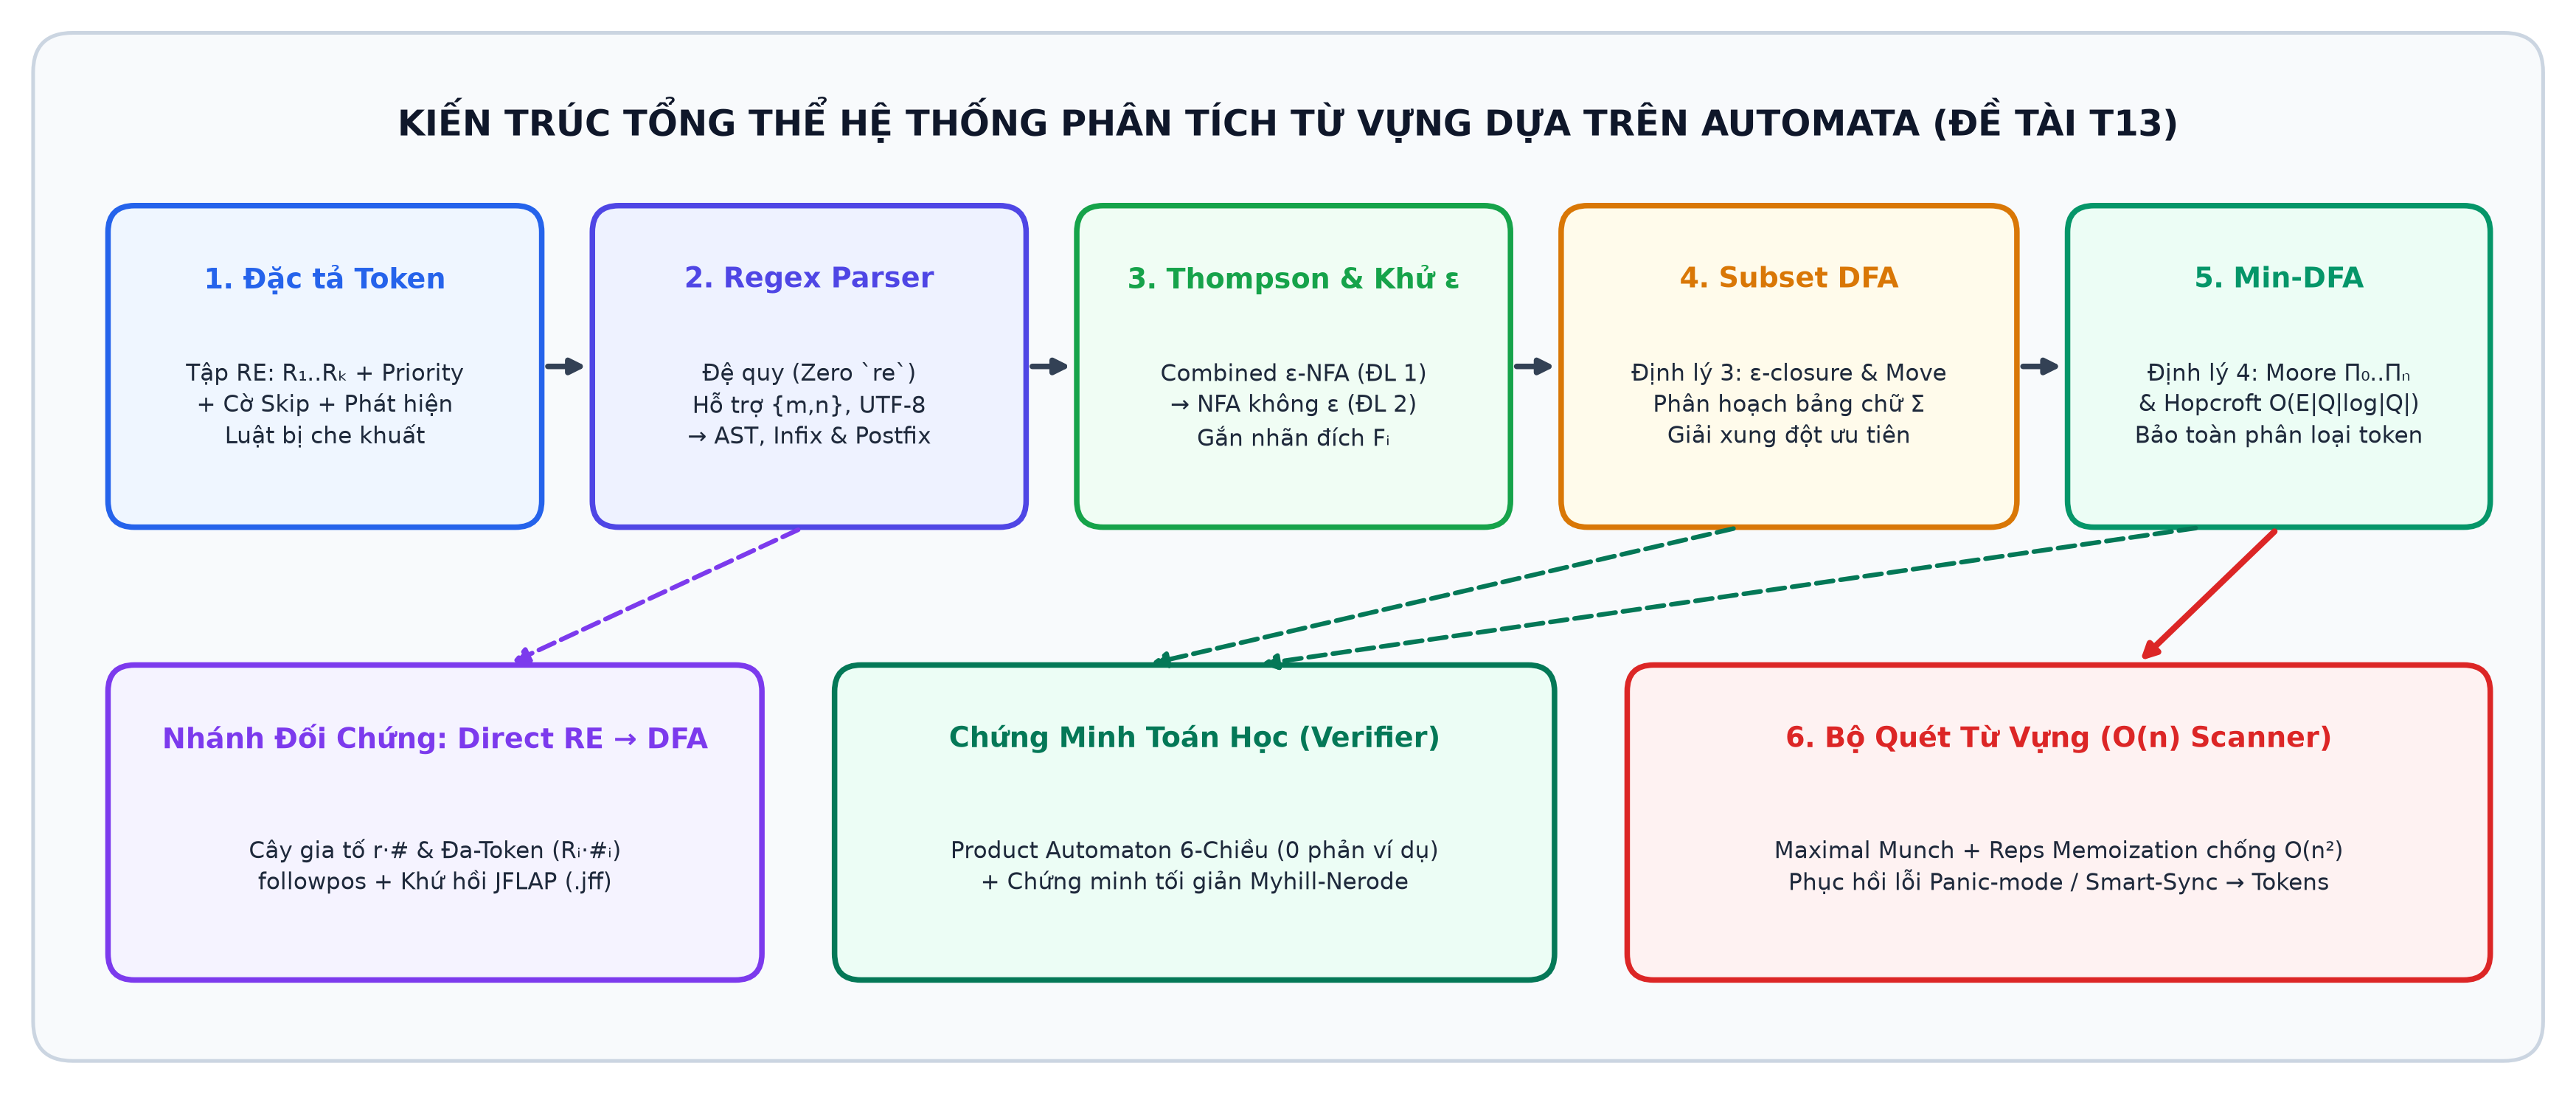 KIẾN TRÚC TỔNG THỂ HỆ THỐNG PHÂN TÍCH TỪ VỰNG DỰA TRÊN AUTOMATA (ĐỀ TÀI T13)
1. Đặc tả Token
Tập RE: R₁..Rₖ + Priority
+ Cờ Skip + Phát hiện
Luật bị che khuất
2. Regex Parser
Đệ quy (Zero `re`)
Hỗ trợ {m,n}, UTF-8
→ AST, Infix & Postfix
3. Thompson & Khử ε
Combined ε-NFA (ĐL 1)
→ NFA không ε (ĐL 2)
Gắn nhãn đích Fᵢ
4. Subset DFA
Định lý 3: ε-closure & Move
Phân hoạch bảng chữ Σ
Giải xung đột ưu tiên
5. Min-DFA
Định lý 4: Moore Π₀..Πₙ
& Hopcroft O(E|Q|log|Q|)
Bảo toàn phân loại token
Nhánh Đối Chứng: Direct RE → DFA
Cây gia tố r·# & Đa-Token (Rᵢ·#ᵢ)
followpos + Khứ hồi JFLAP (.jff)
Chứng Minh Toán Học (Verifier)
Product Automaton 6-Chiều (0 phản ví dụ)
+ Chứng minh tối giản Myhill-Nerode
6. Bộ Quét Từ Vựng (O(n) Scanner)
Maximal Munch + Reps Memoization chống O(n²)
Phục hồi lỗi Panic-mode / Smart-Sync → Tokens